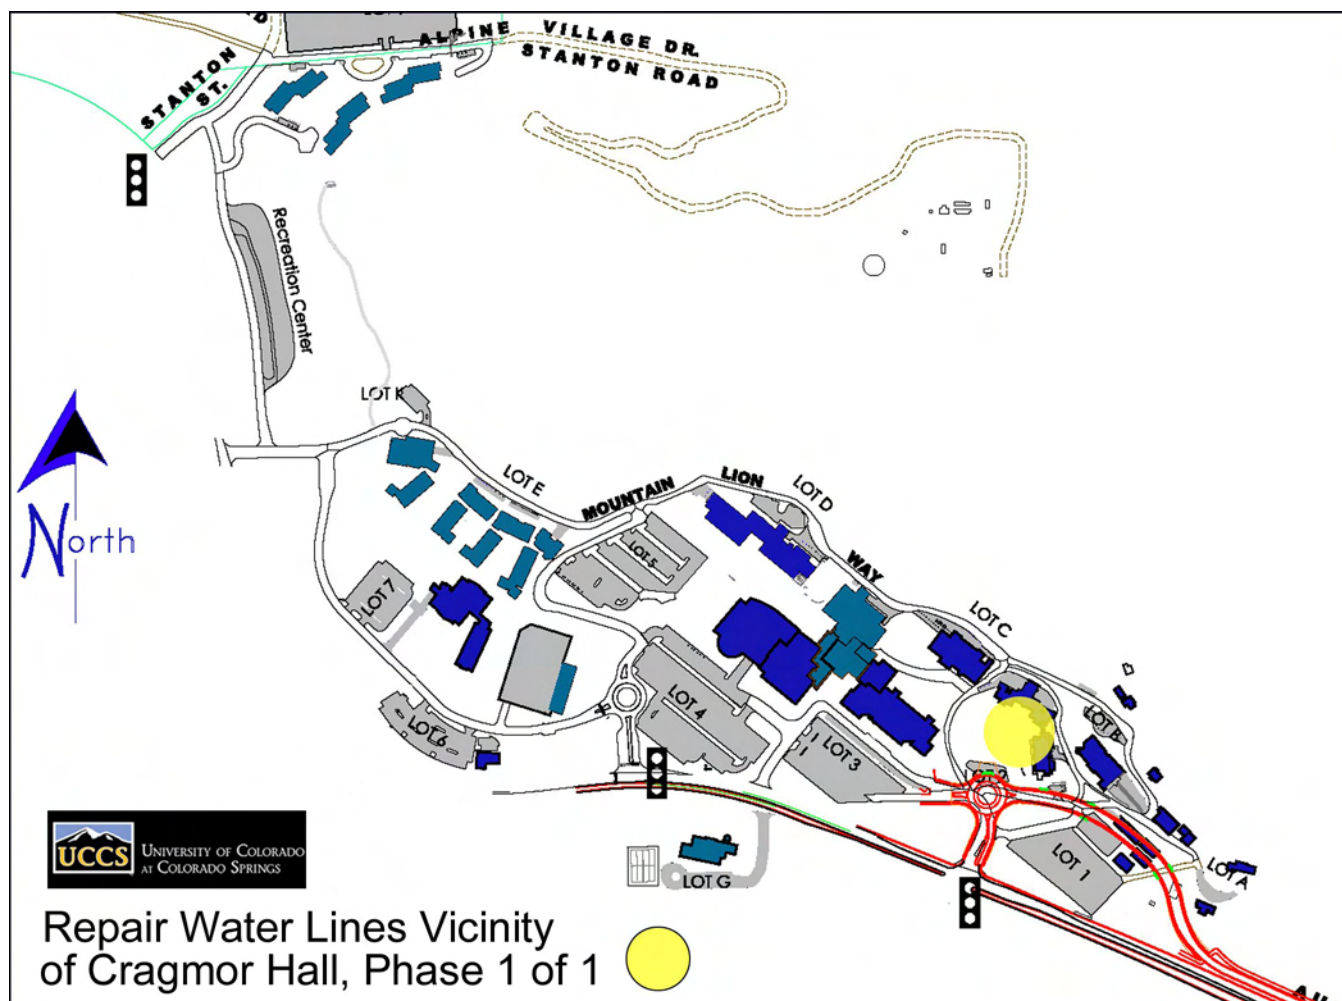 ALPINE VILLAGE DR.
STANTON ROAD
STANTON
ST.
Recreation Center
LOT K
LOT E
MOUNTAIN LION WAY
LOT D
LOT 5
LOT 7
LOT C
LOT 4
LOT 6
LOT 3
LOT B
LOT 1
LOT A
LOT G
North
UCCS
UNIVERSITY OF COLORADO
AT COLORADO SPRINGS
Repair Water Lines Vicinity
of Cragmor Hall, Phase 1 of 1